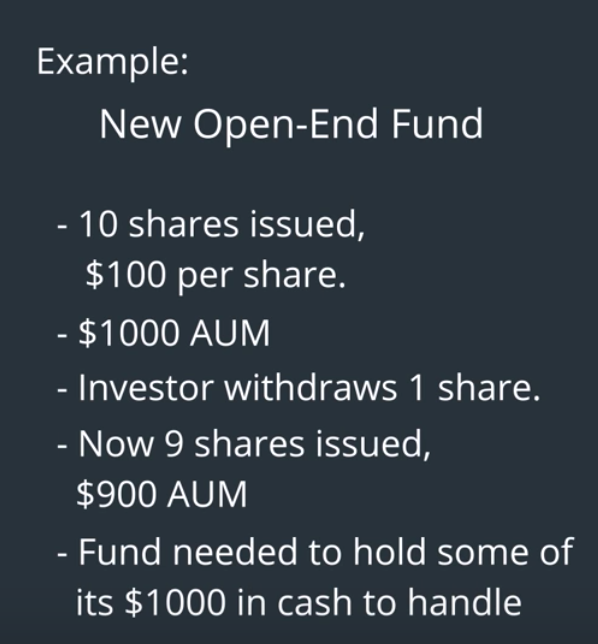 Example:
New Open-End Fund
- 10 shares issued,
$100 per share.
- $1000 AUM
- Investor withdraws 1 share.
- Now 9 shares issued,
$900 AUM
- Fund needed to hold some of
its $1000 in cash to handle